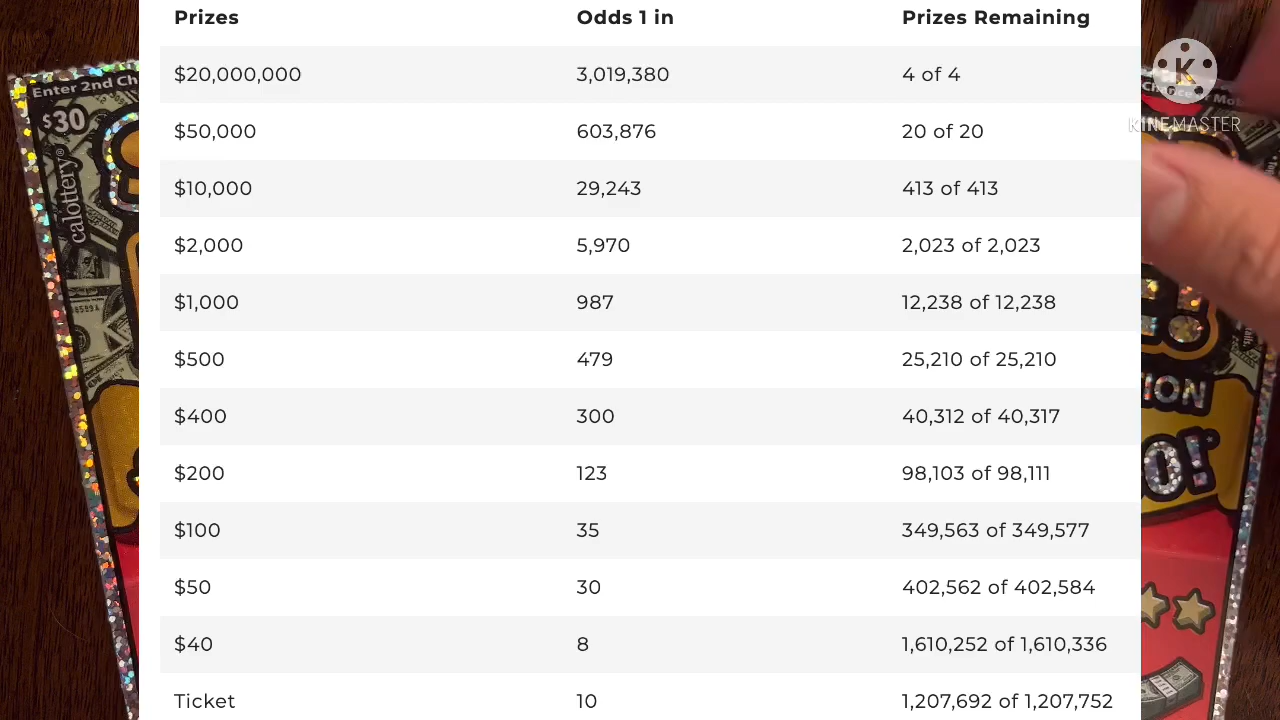 Prizes Odds 1 in Prizes Remaining
$20,000,000 3,019,380 4 of 4
$50,000 603,876 20 of 20
$10,000 29,243 413 of 413
$2,000 5,970 2,023 of 2,023
$1,000 987 12,238 of 12,238
$500 479 25,210 of 25,210
$400 300 40,312 of 40,317
$200 123 98,103 of 98,111
$100 35 349,563 of 349,577
$50 30 402,562 of 402,584
$40 8 1,610,252 of 1,610,336
Ticket 10 1,207,692 of 1,207,752
Enter 2nd Ch
$30
calottery®
K
KINEMASTER
Chance
ION
O!